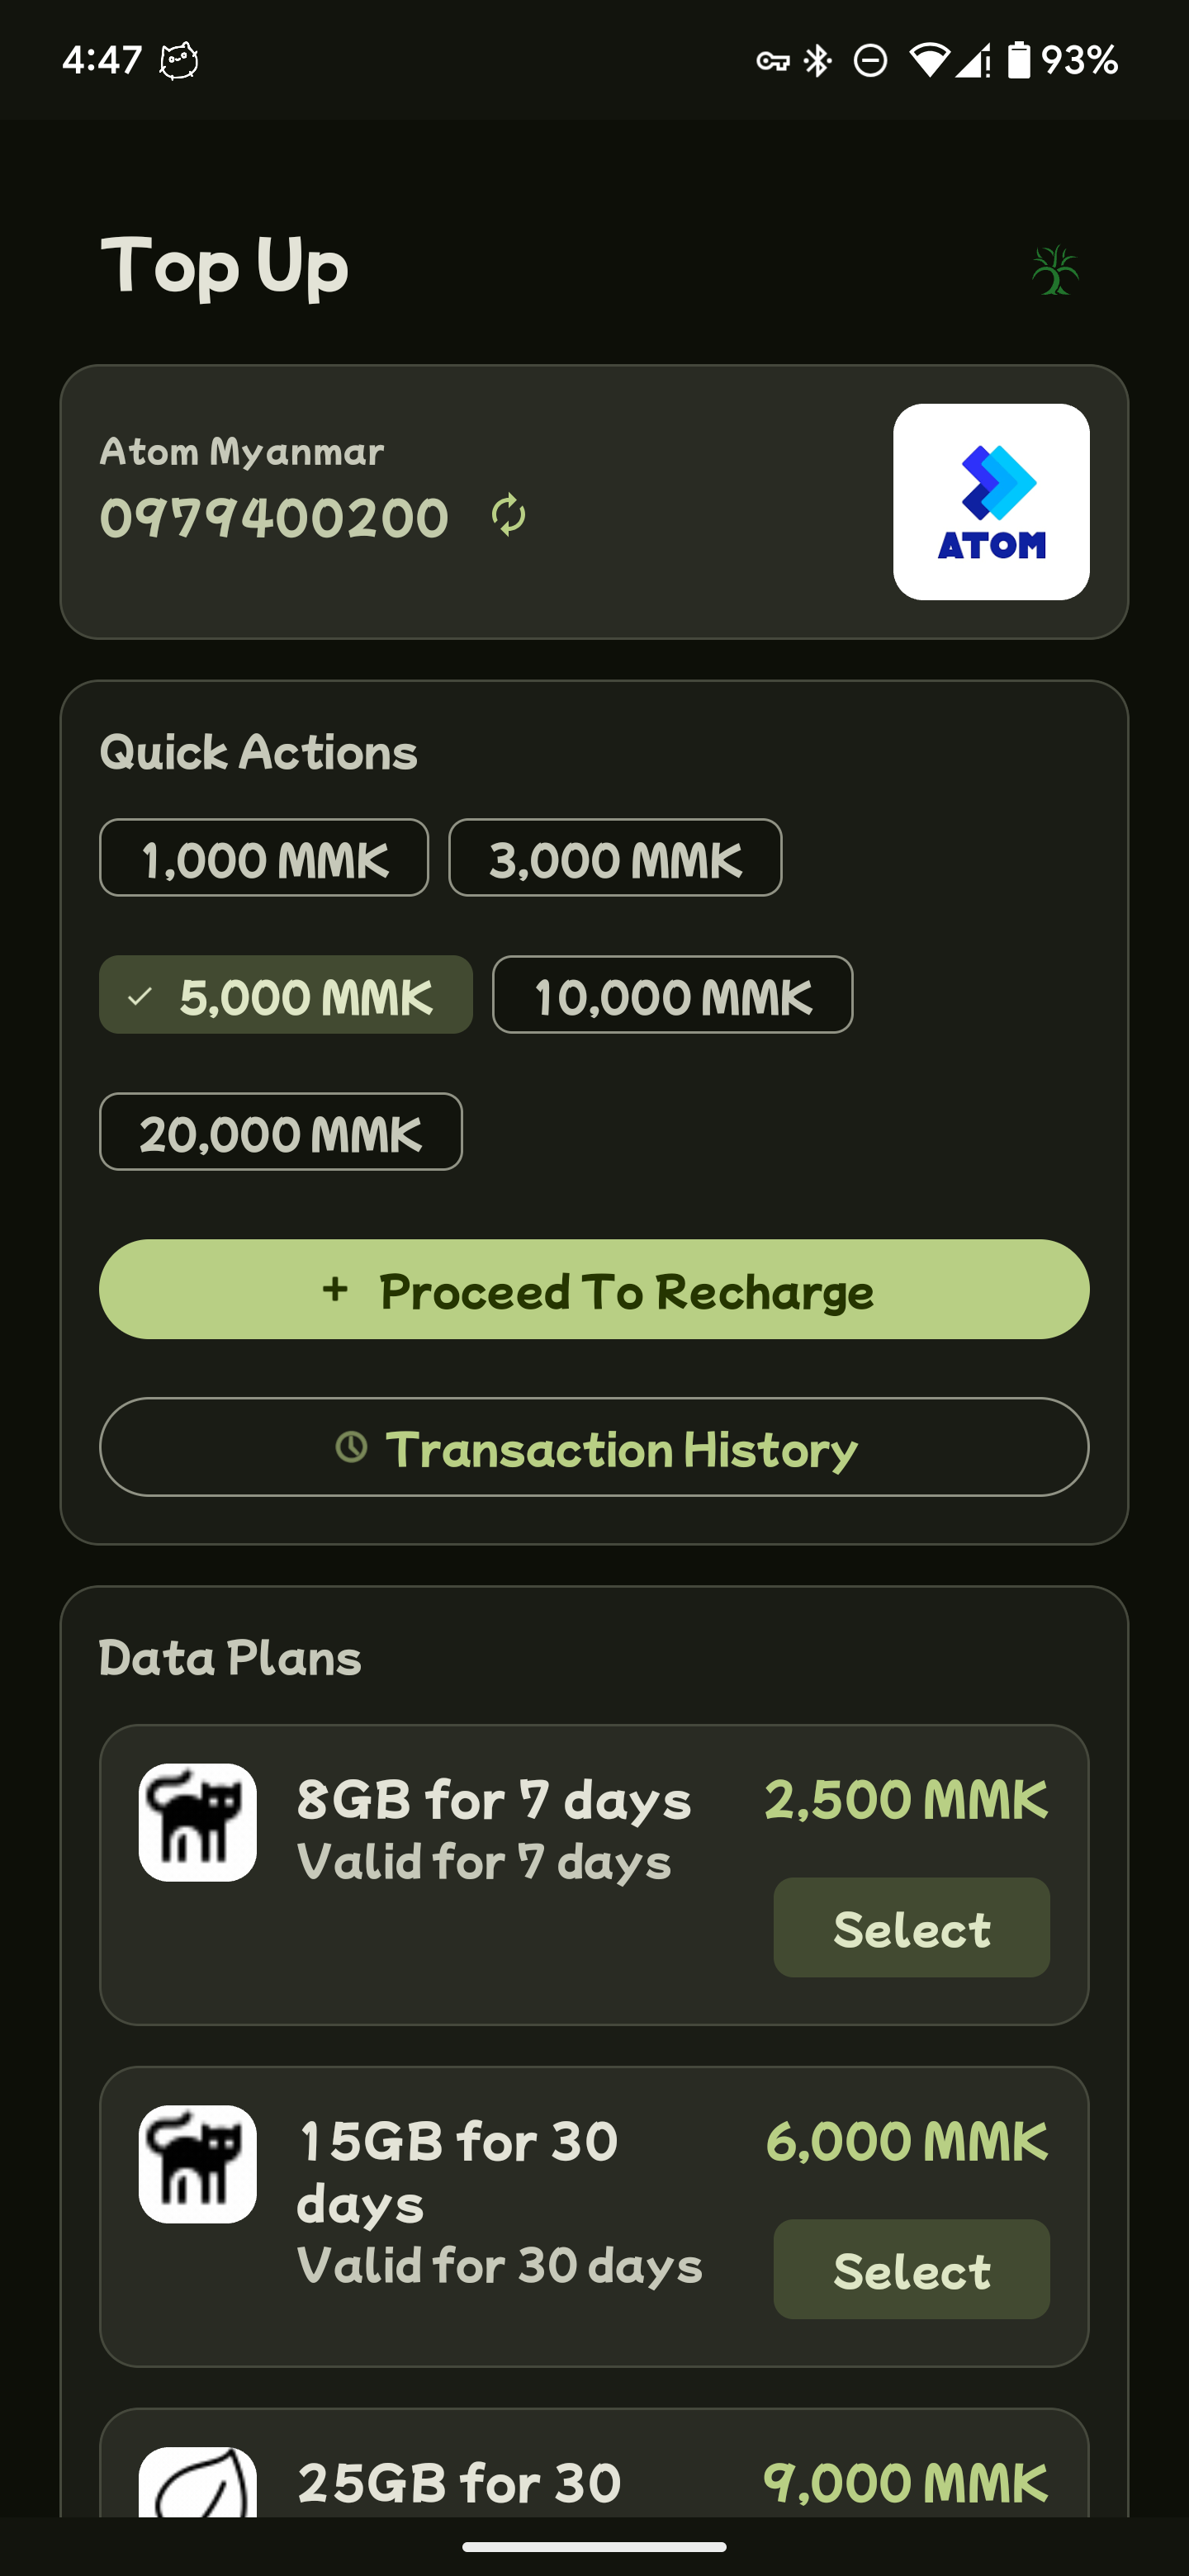 4:47
93%
Top Up
Atom Myanmar
0979400200
ATOM
Quick Actions
1,000 MMK
3,000 MMK
5,000 MMK
10,000 MMK
20,000 MMK
+ Proceed To Recharge
Transaction History
Data Plans
8GB for 7 days
2,500 MMK
Valid for 7 days
Select
15GB for 30
days
6,000 MMK
Valid for 30 days
Select
25GB for 30
9,000 MMK